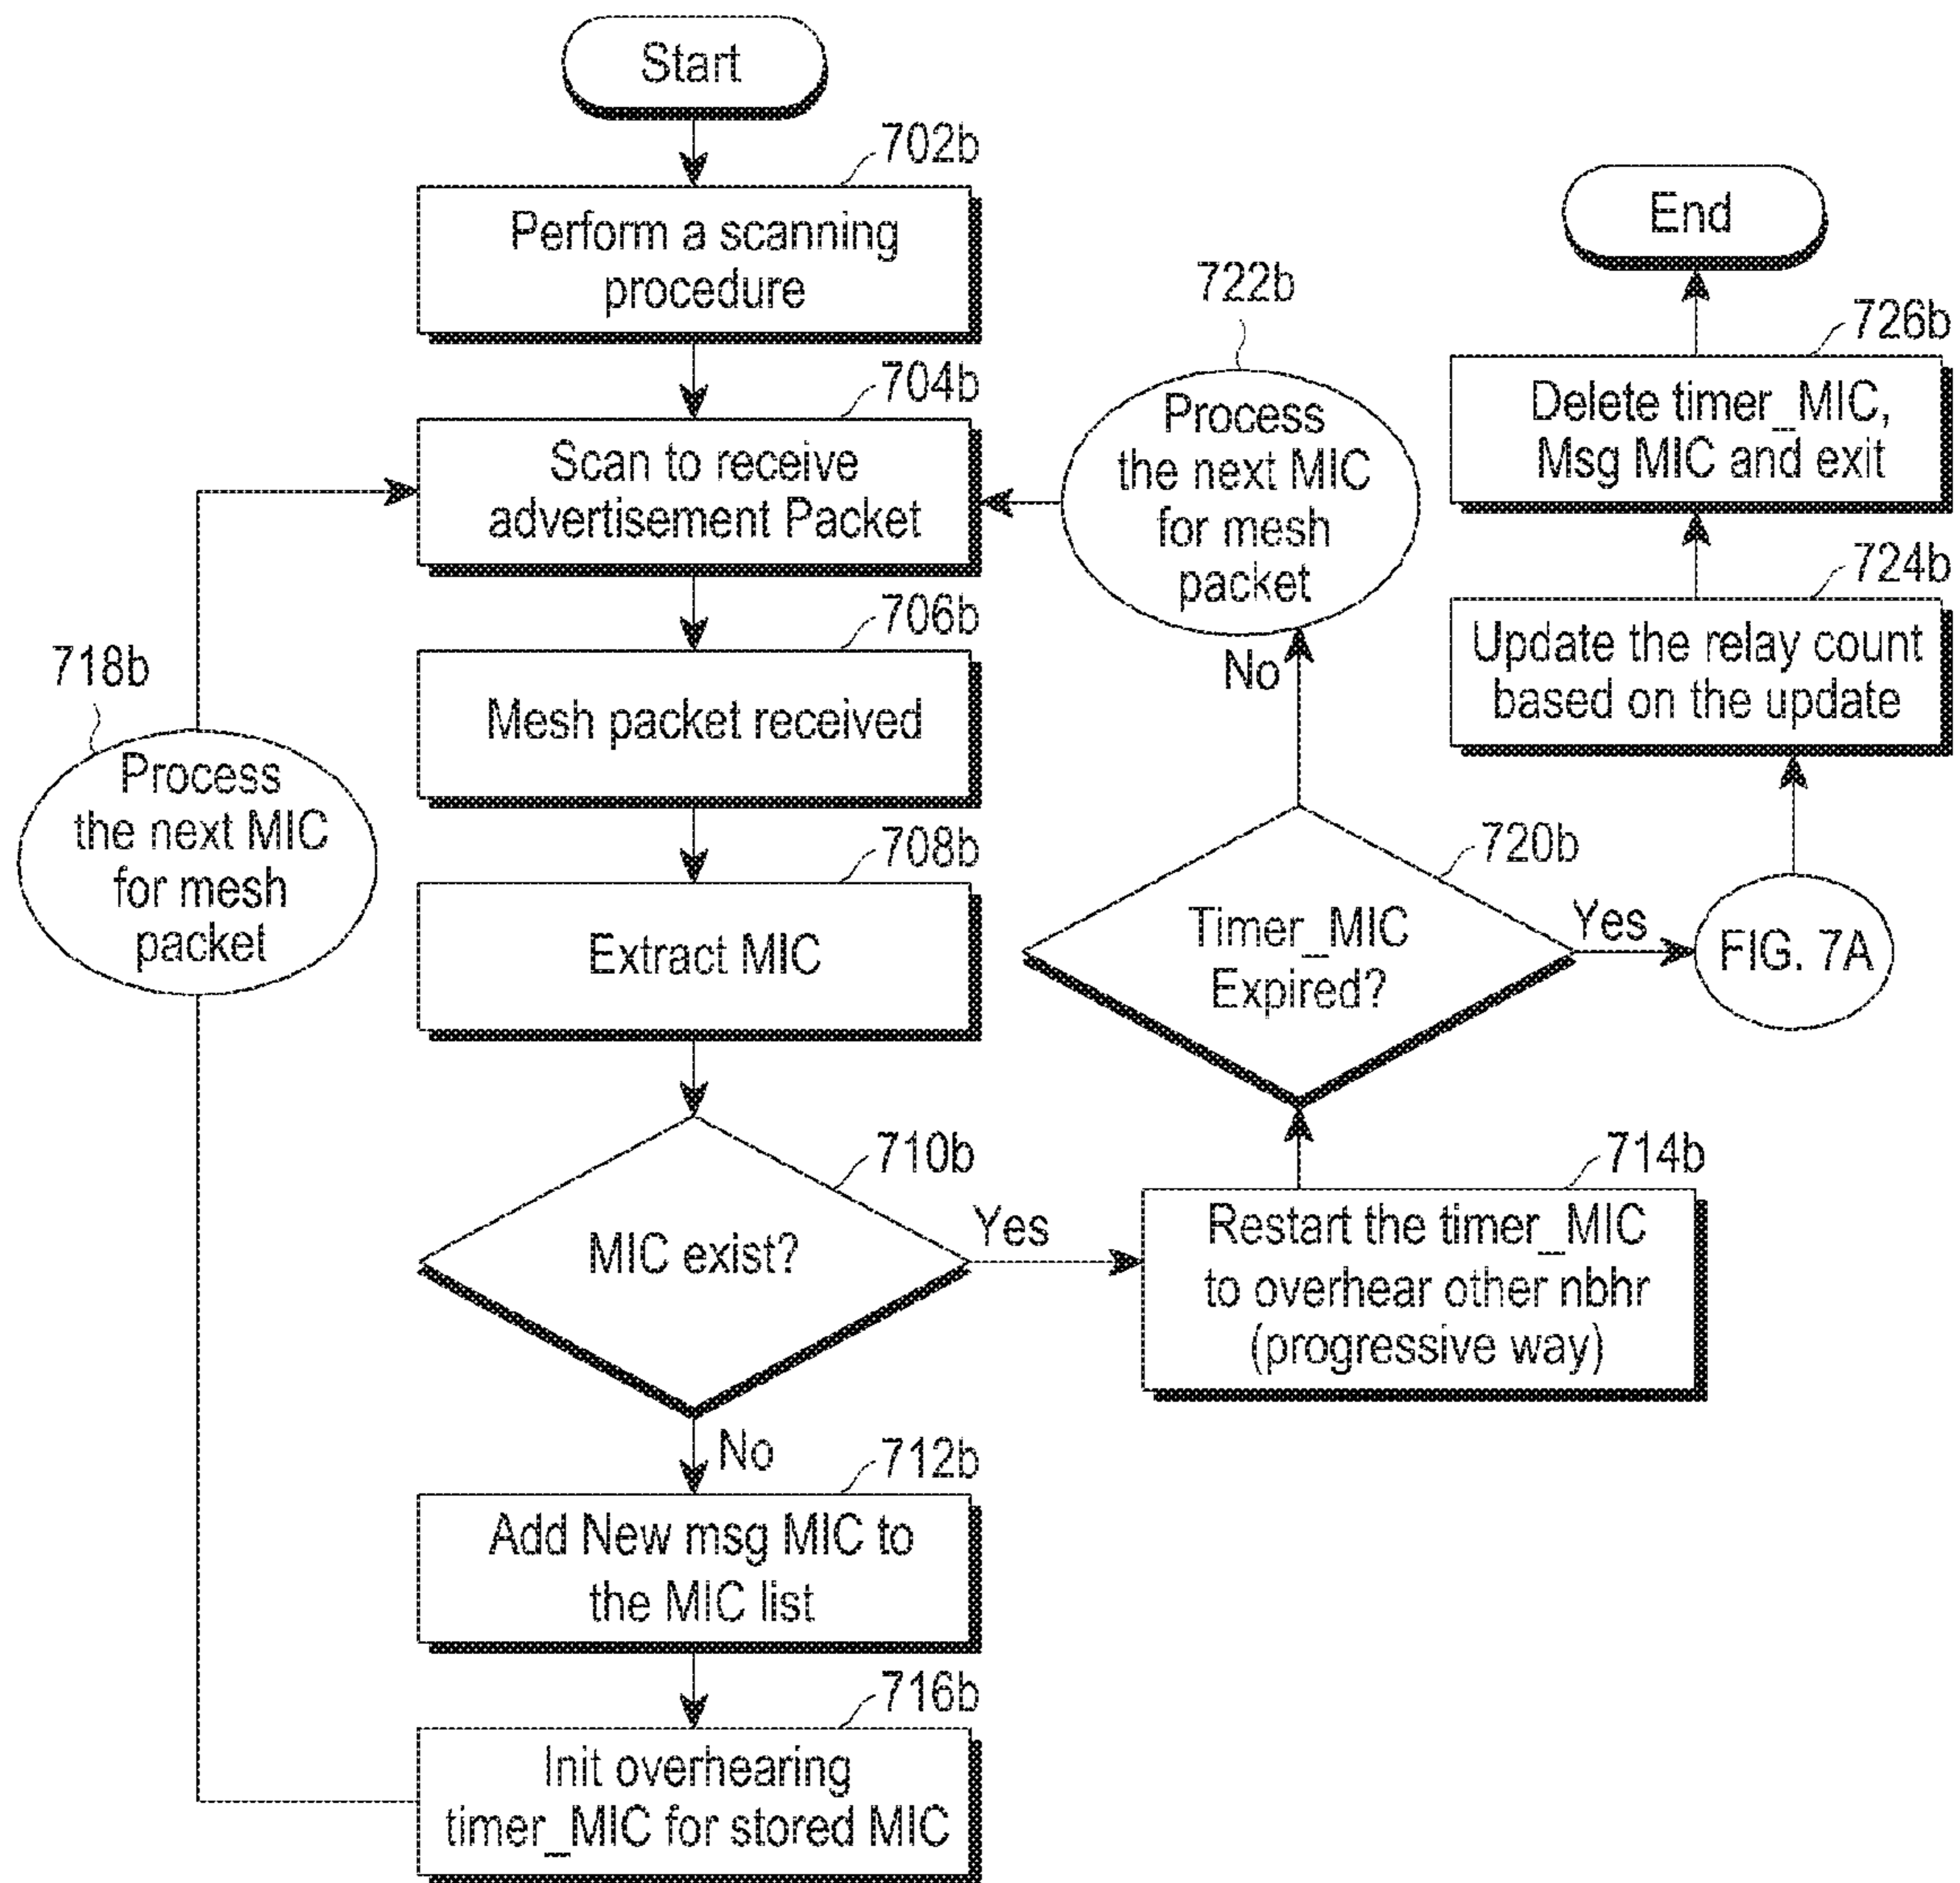 Start
702b
Perform a scanning
procedure
704b
Scan to receive
advertisement Packet
706b
Mesh packet received
708b
Extract MIC
710b
MIC exist?
Yes
No
712b
Add New msg MIC to
the MIC list
716b
Init overhearing
timer_MIC for stored MIC
718b
Process
the next MIC
for mesh
packet
714b
Restart the timer_MIC
to overhear other nbhr
(progressive way)
720b
Timer_MIC
Expired?
No
Yes
722b
Process
the next MIC
for mesh
packet
FIG. 7A
724b
Update the relay count
based on the update
726b
Delete timer_MIC,
Msg MIC and exit
End